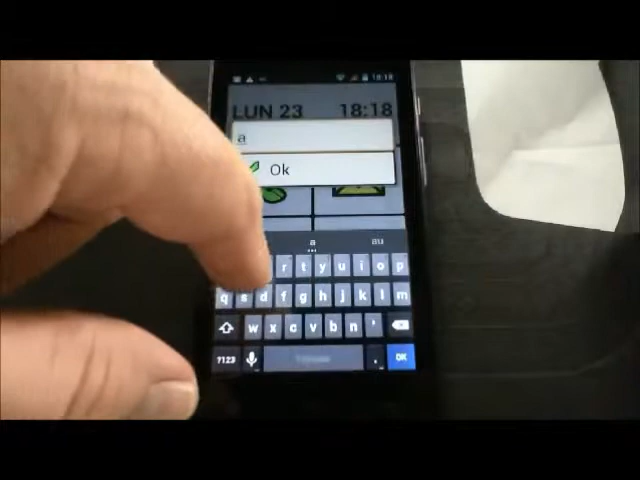 18:18
LUN 23 18:18
a
Ok
a au
r t y u i o p
q s d f g h j k l m
w x c v b n '
?123 . OK